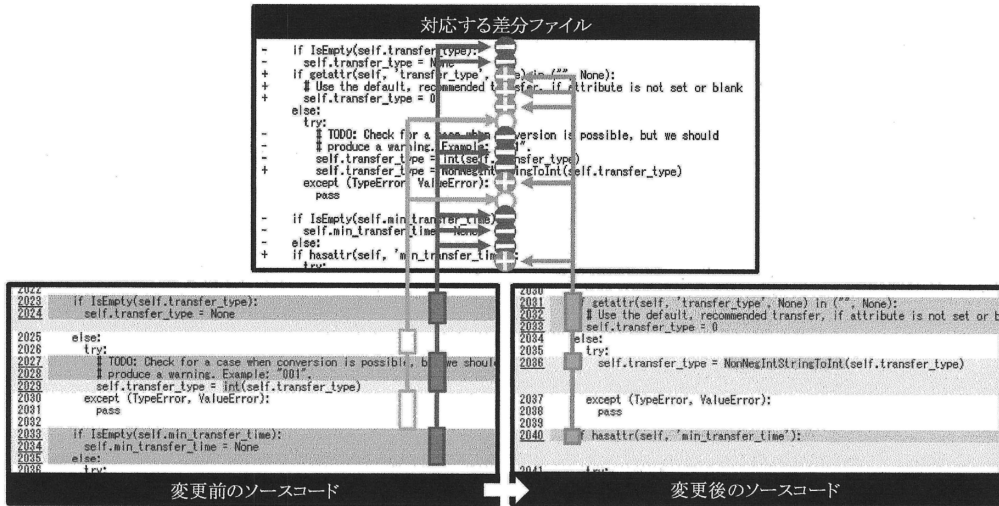 対応する差分ファイル
- if IsEmpty(self.transfer_type):
- self.transfer_type = None
+ if getattr(self, 'transfer_type', None) in ("", None):
+ # Use the default, recommended transfer, if attribute is not set or blank
+ self.transfer_type = 0
else:
try:
- # TODO: Check for a case when conversion is possible, but we should
- # produce a warning. Example: "001".
- self.transfer_type = int(self.transfer_type)
+ self.transfer_type = NonNegIntStringToInt(self.transfer_type)
except (TypeError, ValueError):
pass
- if IsEmpty(self.min_transfer_time)
- self.min_transfer_time = None
- else:
+ if hasattr(self, 'min_transfer_time
try:
2022
2023 if IsEmpty(self.transfer_type):
2024 self.transfer_type = None
2025 else:
2026 try:
2027 # TODO: Check for a case when conversion is possible, but we shoul
2028 # produce a warning. Example: "001".
2029 self.transfer_type = int(self.transfer_type)
2030 except (TypeError, ValueError):
2031 pass
2032
2033 if IsEmpty(self.min_transfer_time):
2034 self.min_transfer_time = None
2035 else:
2036 try:
変更前のソースコード
2030
2031 if getattr(self, 'transfer_type', None) in ("", None):
2032 # Use the default, recommended transfer, if attribute is not set or b
2033 self.transfer_type = 0
2034 else:
2035 try:
2036 self.transfer_type = NonNegIntStringToInt(self.transfer_type)
2037 except (TypeError, ValueError):
2038 pass
2039
2040 if hasattr(self, 'min_transfer_time'):
2041 try:
変更後のソースコード